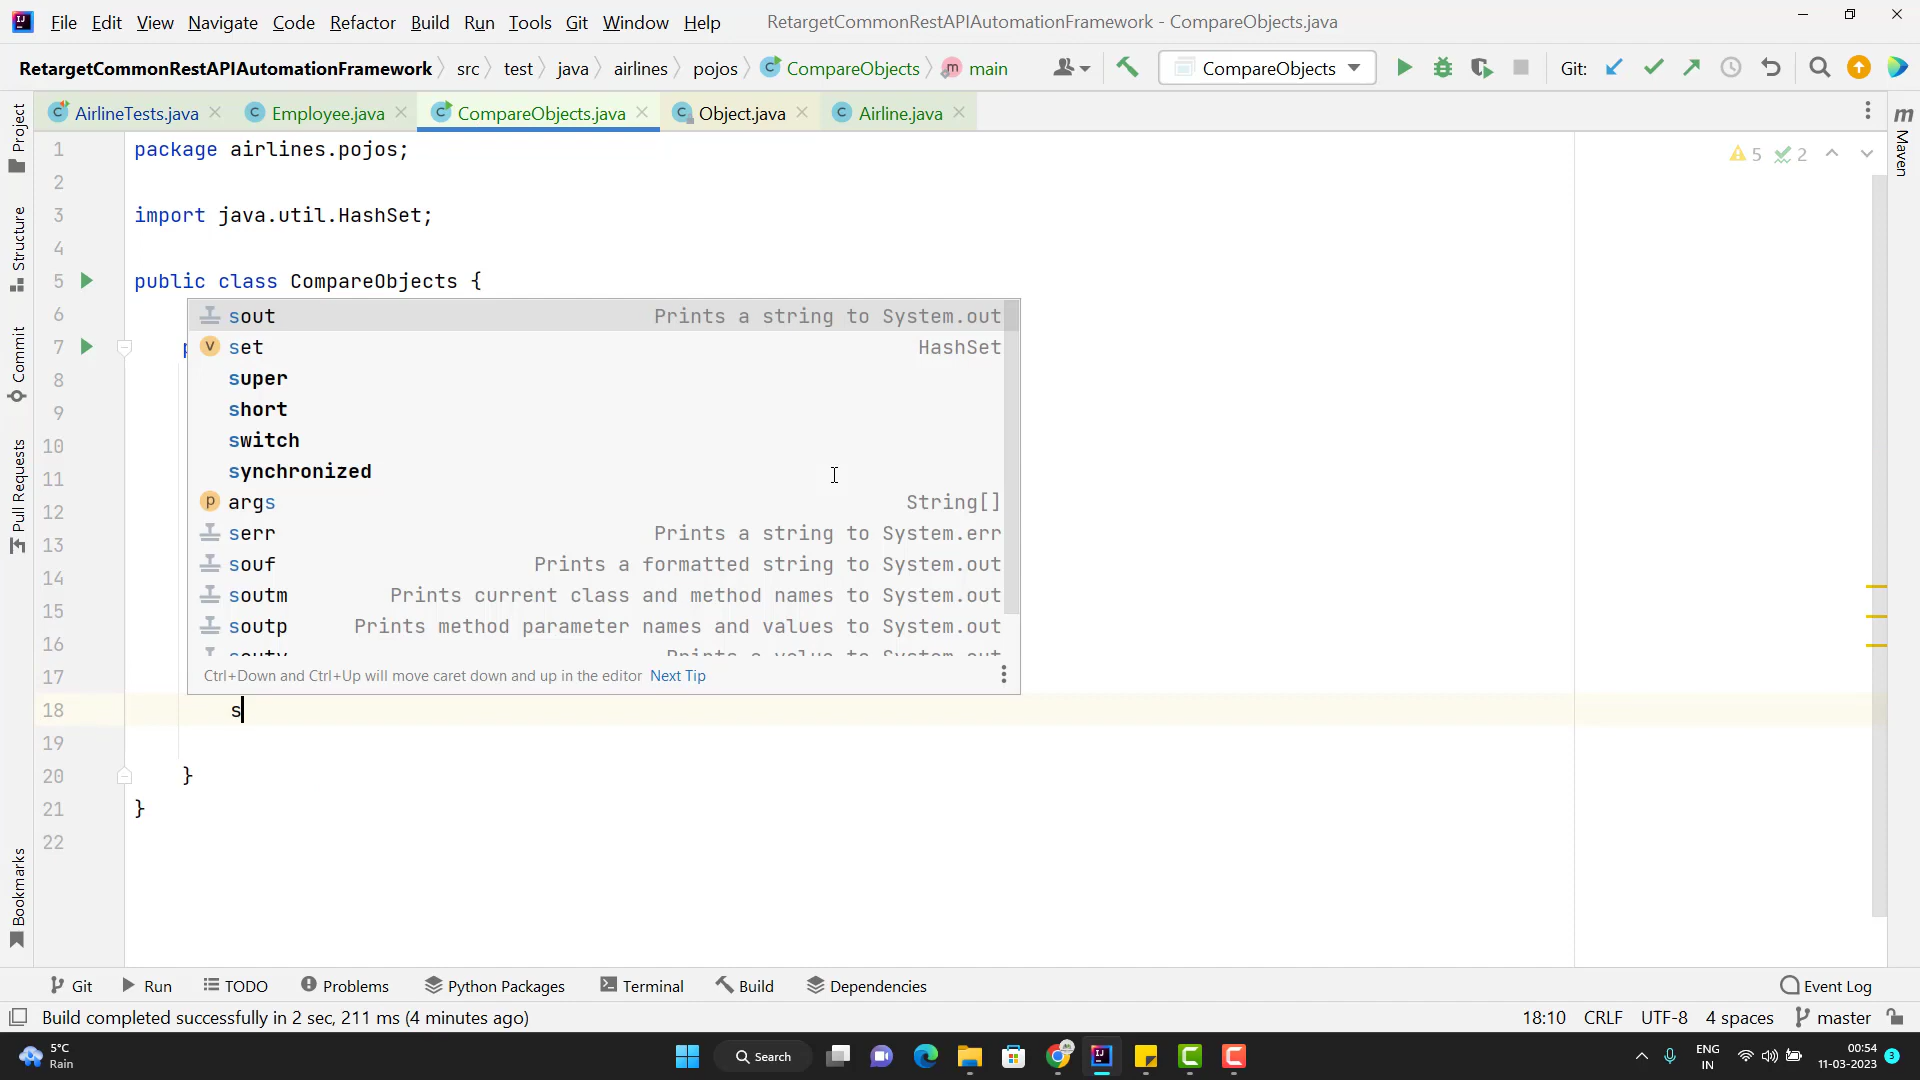 File Edit View Navigate Code Refactor Build Run Tools Git Window Help RetargetCommonRestAPIAutomationFramework - CompareObjects.java
RetargetCommonRestAPIAutomationFramework src test java airlines pojos CompareObjects main CompareObjects Git:
AirlineTests.java Employee.java CompareObjects.java Object.java Airline.java
Project
Structure
Commit
Pull Requests
Bookmarks
m
Maven
5 2
1 package airlines.pojos;
2
3 import java.util.HashSet;
4
5 public class CompareObjects {
6 sout Prints a string to System.out
7 set HashSet
8 super
9 short
10 switch
11 synchronized
12 args String[]
13 serr Prints a string to System.err
14 souf Prints a formatted string to System.out
15 soutm Prints current class and method names to System.out
16 soutp Prints method parameter names and values to System.out
soutv Prints a value to System.out
17 Ctrl+Down and Ctrl+Up will move caret down and up in the editor Next Tip
18 s
19
20 }
21 }
22
Git Run TODO Problems Python Packages Terminal Build Dependencies Event Log
Build completed successfully in 2 sec, 211 ms (4 minutes ago) 18:10 CRLF UTF-8 4 spaces master
5°C
Rain
Search
ENG
IN
00:54
11-03-2023
3